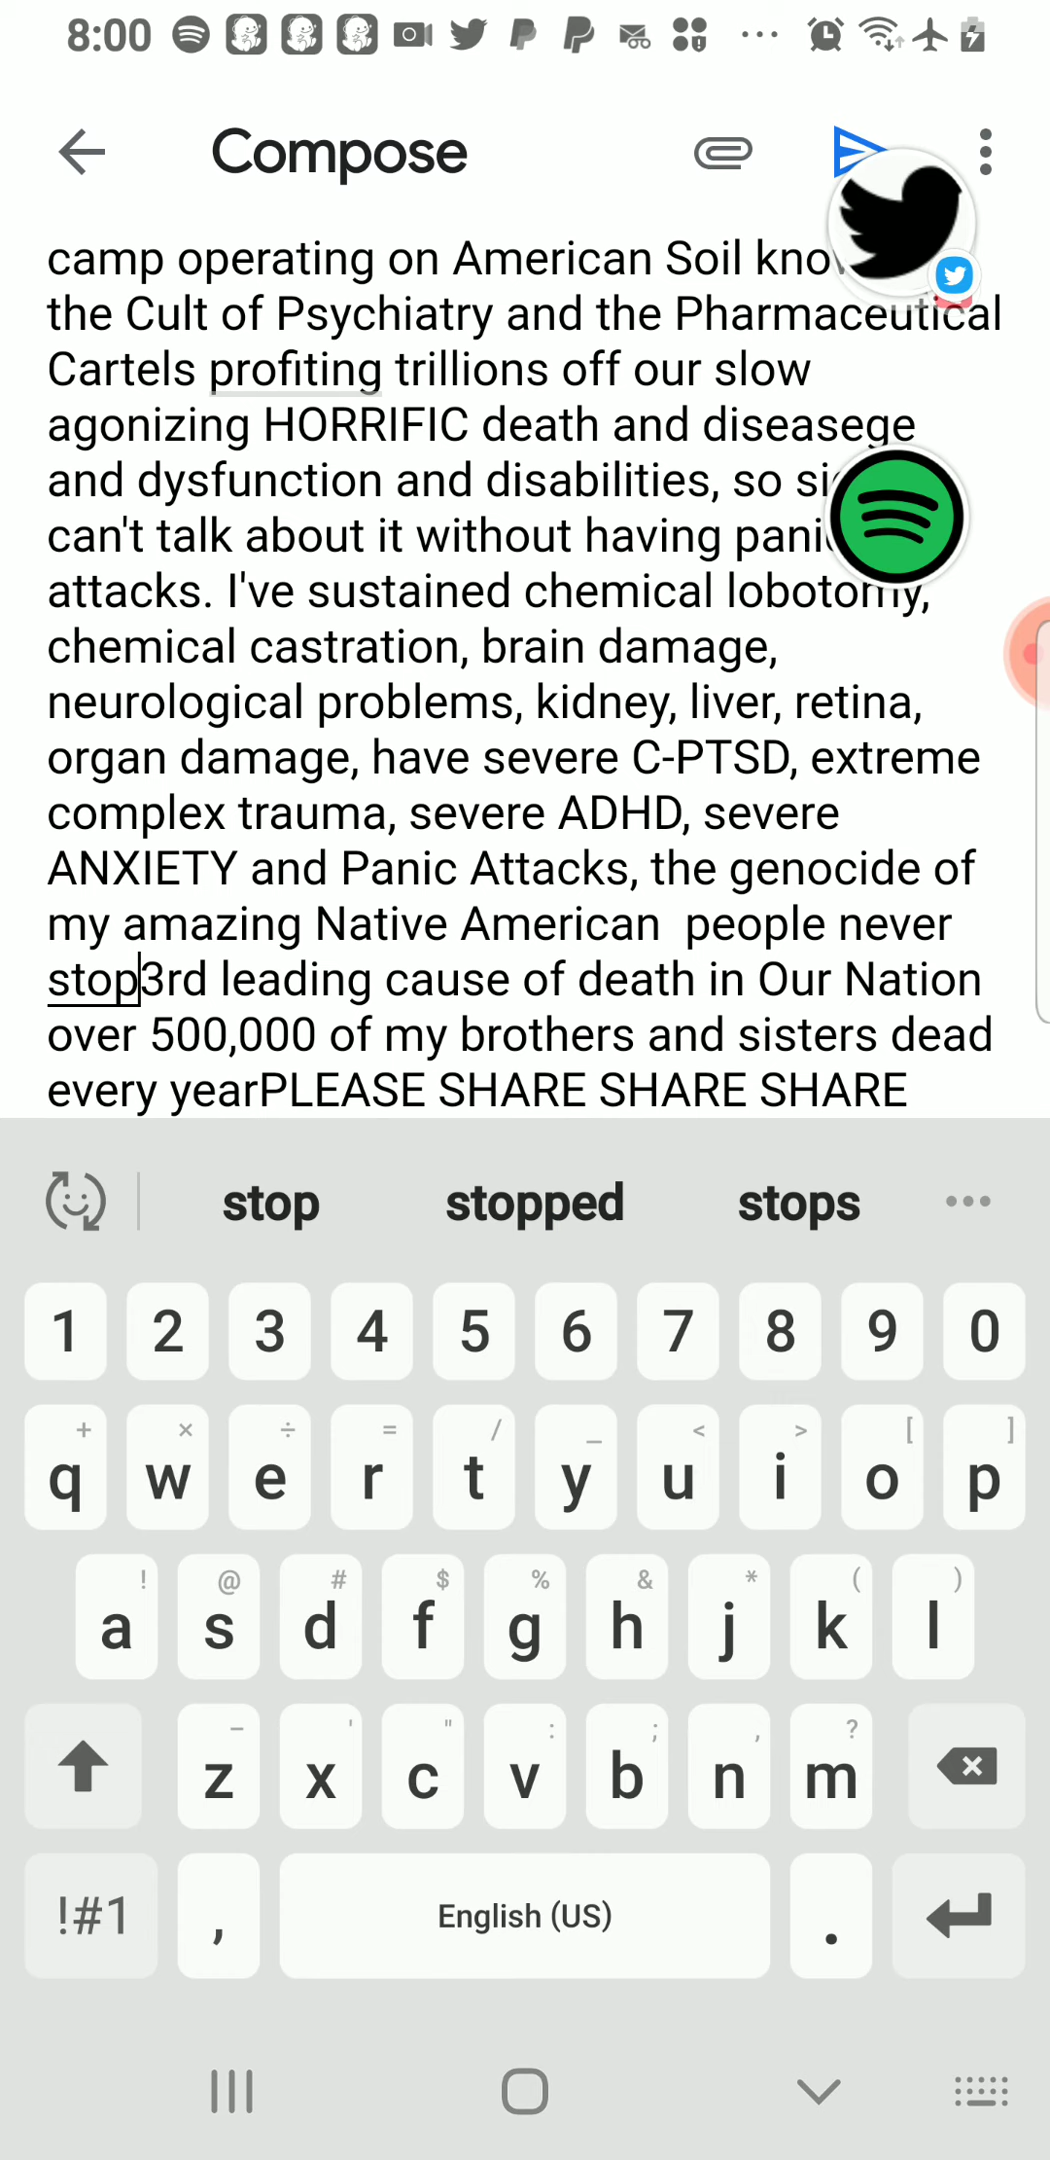 8:00
Compose
camp operating on American Soil
the Cult of Psychiatry and the Pharmaceutical
Cartels profiting trillions off our slow
agonizing HORRIFIC death and diseasege
and dysfunction and disabilities, so
can't talk about it without having
attacks. I've sustained chemical lobotomy,
chemical castration, brain damage,
neurological problems, kidney, liver, retina,
organ damage, have severe C-PTSD, extreme
complex trauma, severe ADHD, severe
ANXIETY and Panic Attacks, the genocide of
my amazing Native American  people never
stop3rd leading cause of death in Our Nation
over 500,000 of my brothers and sisters dead
every yearPLEASE SHARE SHARE SHARE
stop stopped stops
1 2 3 4 5 6 7 8 9 0
+ × ÷ = / _ < > [ ]
q w e r t y u i o p
! @ # $ % & * ( )
a s d f g h j k l
- ' " : ; , ?
z x c v b n m
!#1 , English (US) .